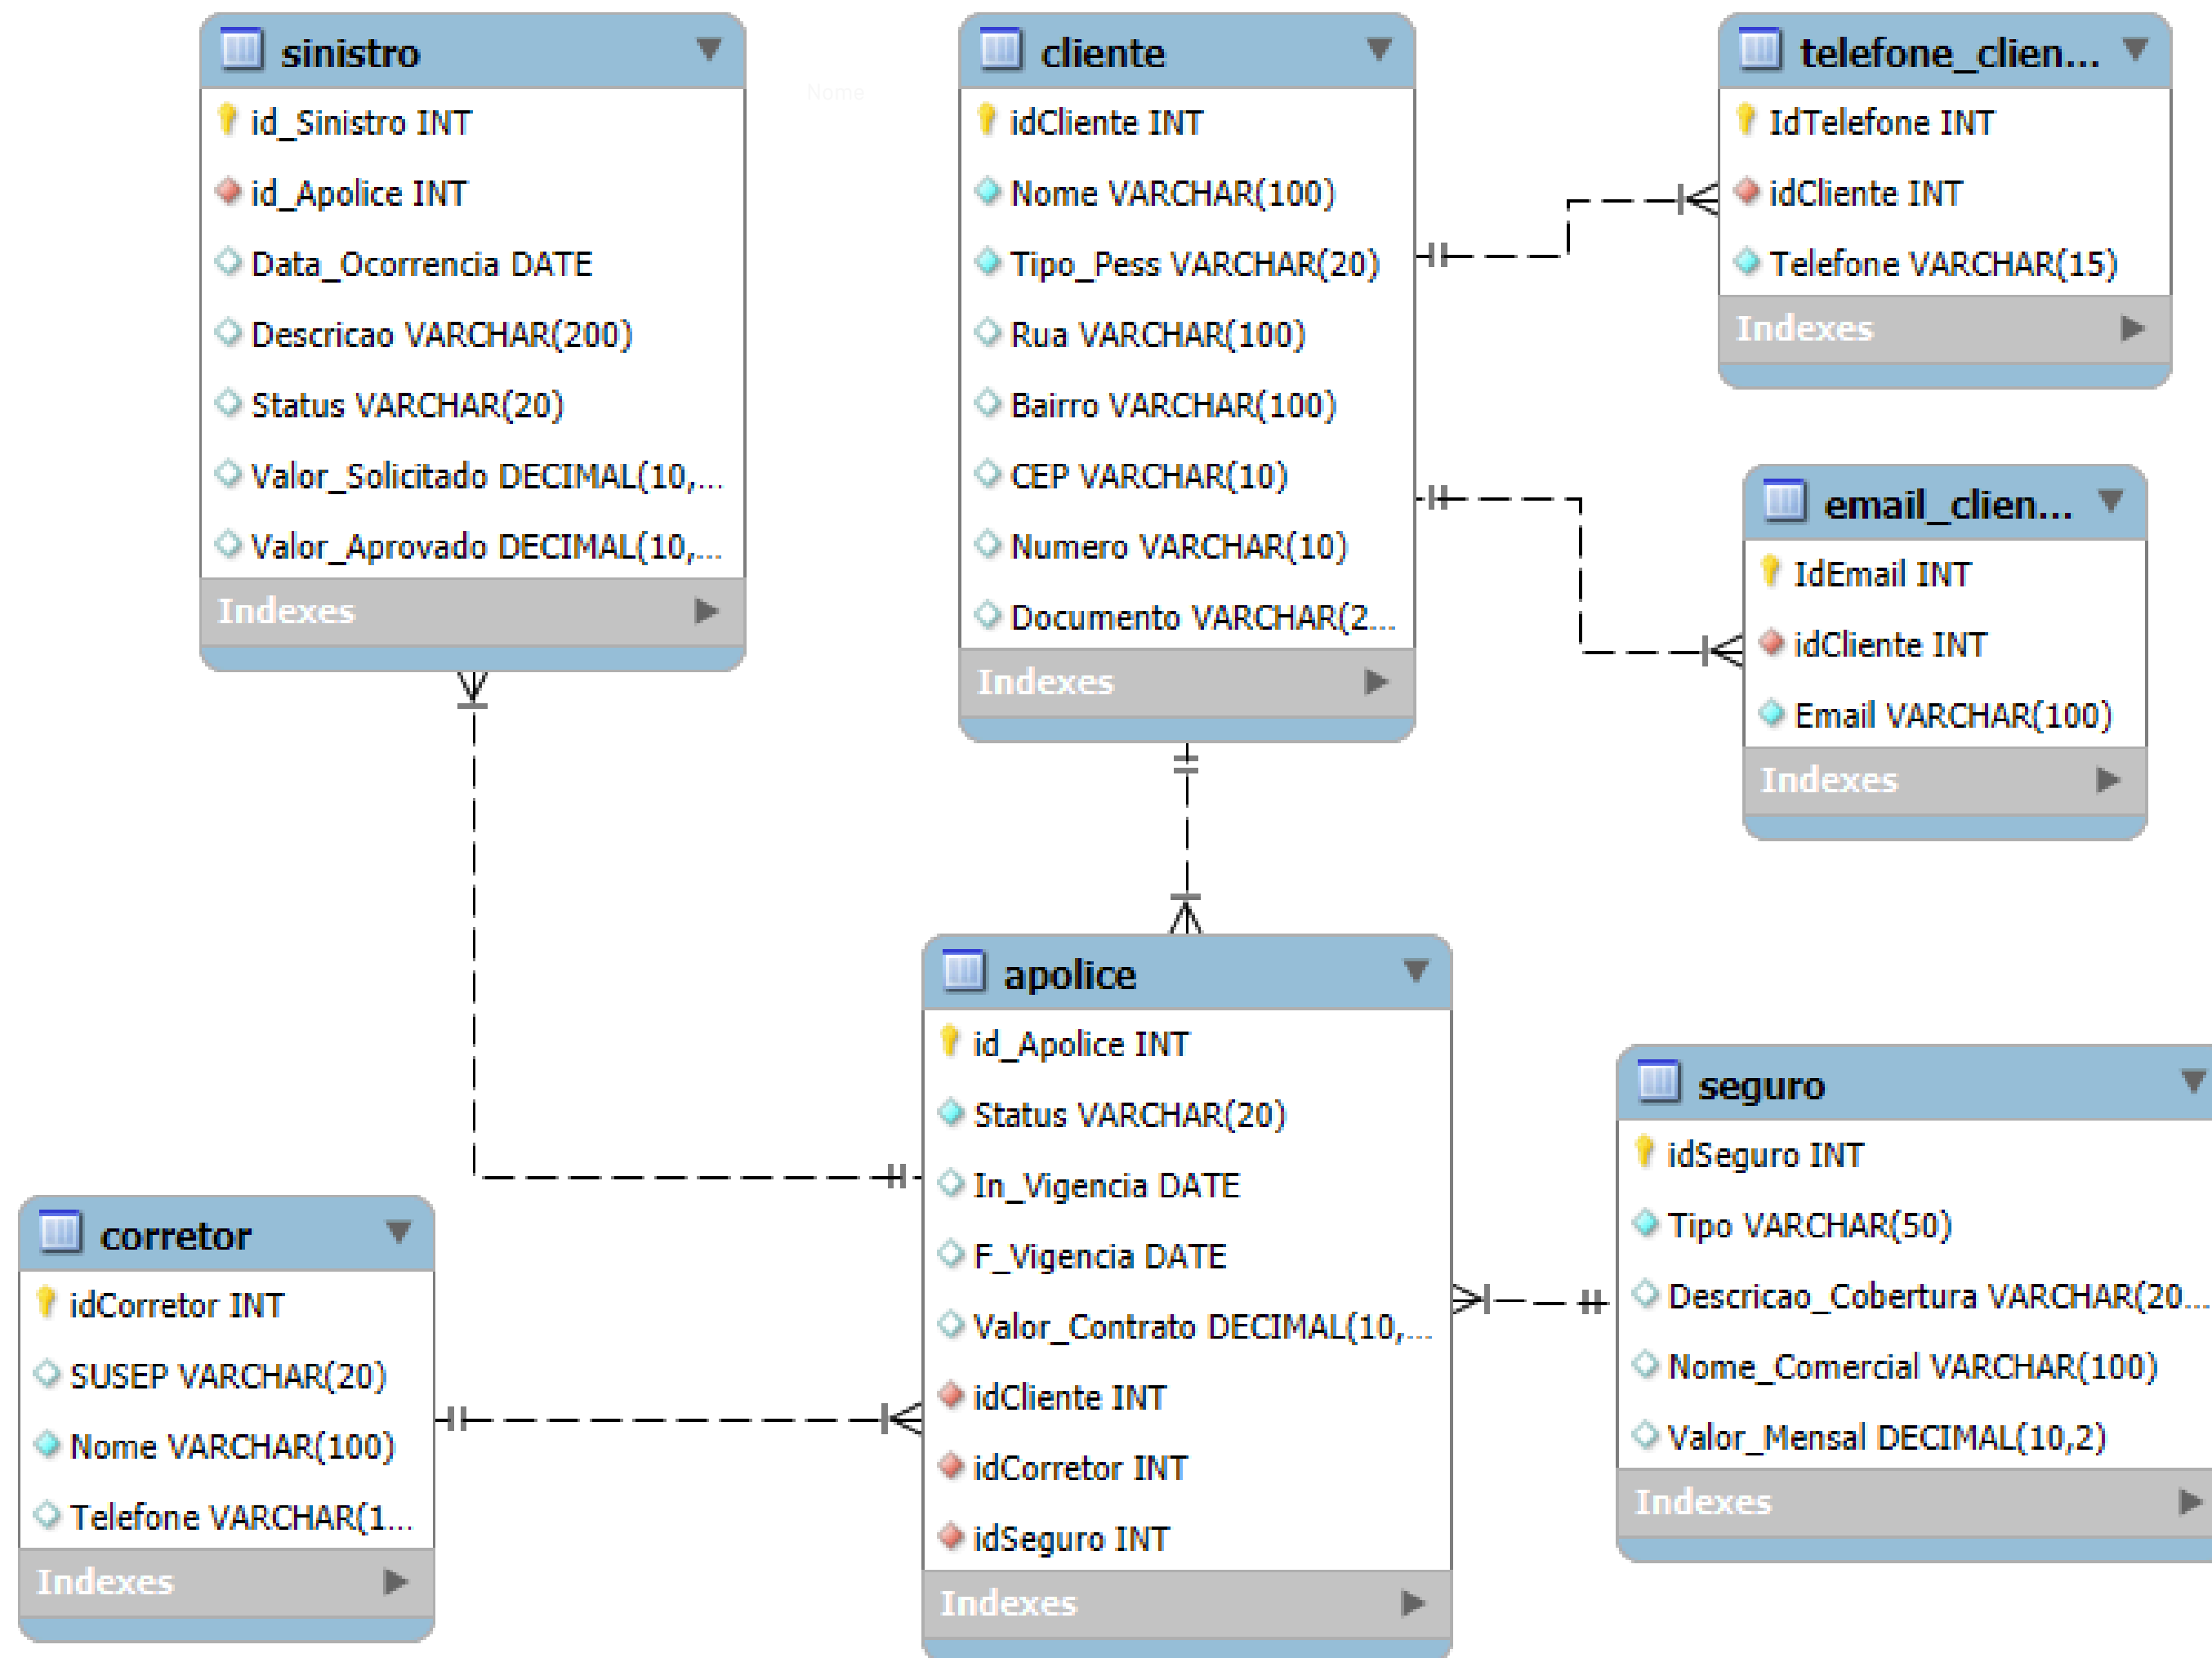 sinistro
id_Sinistro INT
id_Apolice INT
Data_Ocorrencia DATE
Descricao VARCHAR(200)
Status VARCHAR(20)
Valor_Solicitado DECIMAL(10,...
Valor_Aprovado DECIMAL(10,...
Indexes
Nome
cliente
idCliente INT
Nome VARCHAR(100)
Tipo_Pess VARCHAR(20)
Rua VARCHAR(100)
Bairro VARCHAR(100)
CEP VARCHAR(10)
Numero VARCHAR(10)
Documento VARCHAR(2...
Indexes
telefone_clien...
IdTelefone INT
idCliente INT
Telefone VARCHAR(15)
Indexes
email_clien...
IdEmail INT
idCliente INT
Email VARCHAR(100)
Indexes
apolice
id_Apolice INT
Status VARCHAR(20)
In_Vigencia DATE
F_Vigencia DATE
Valor_Contrato DECIMAL(10,...
idCliente INT
idCorretor INT
idSeguro INT
Indexes
seguro
idSeguro INT
Tipo VARCHAR(50)
Descricao_Cobertura VARCHAR(20...
Nome_Comercial VARCHAR(100)
Valor_Mensal DECIMAL(10,2)
Indexes
corretor
idCorretor INT
SUSEP VARCHAR(20)
Nome VARCHAR(100)
Telefone VARCHAR(1...
Indexes